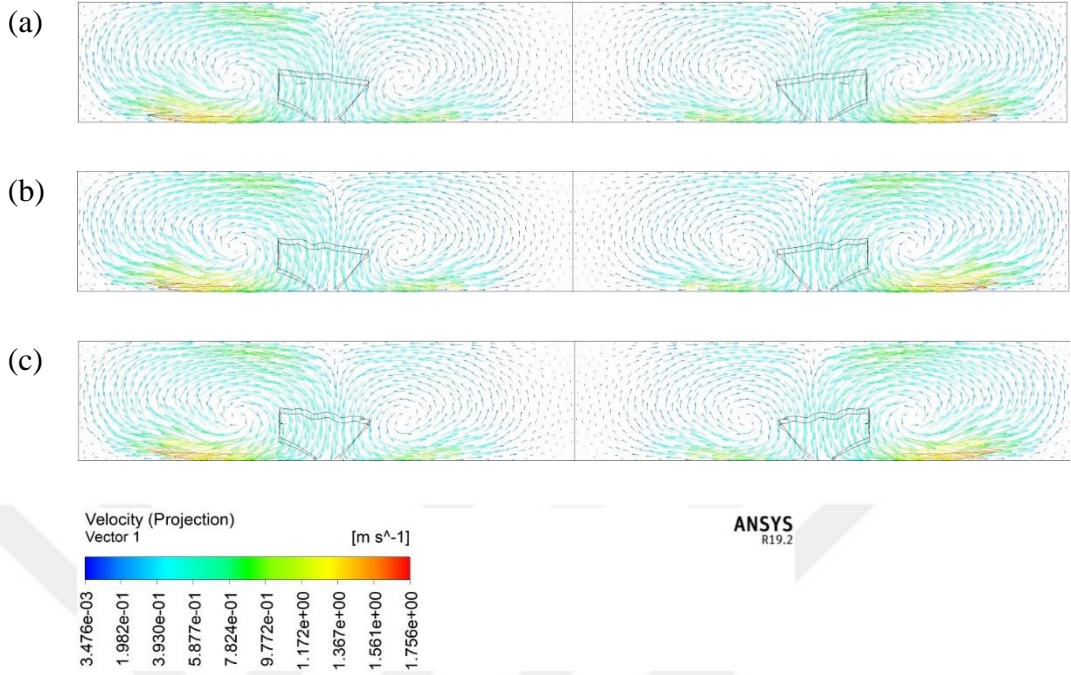 (a)
(b)
(c)
Velocity (Projection)
Vector 1
[m s^-1]
ANSYS
R19.2
3.476e-03
1.982e-01
3.930e-01
5.877e-01
7.824e-01
9.772e-01
1.172e+00
1.367e+00
1.561e+00
1.756e+00